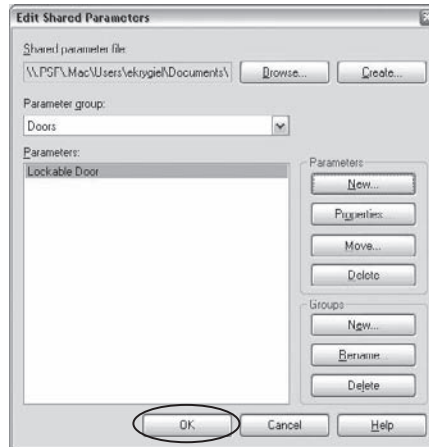 Edit Shared Parameters
Shared parameter file:
\\.PSF\.Mac\Users\ekrygiel\Documents\
Browse...
Create...
Parameter group:
Doors
Parameters:
Lockable Door
Parameters
New...
Properties...
Move...
Delete
Groups
New...
Rename...
Delete
OK
Cancel
Help